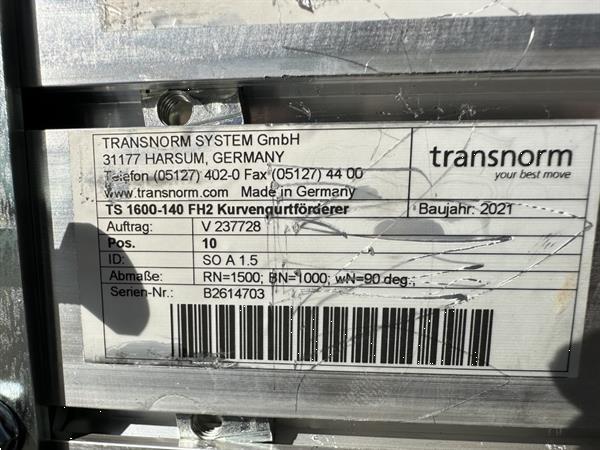 TRANSNORM SYSTEM GmbH
31177 HARSUM, GERMANY
Telefon (05127) 402-0 Fax (05127) 44 00
www.transnorm.com Made in Germany
transnorm
your best move
TS 1600-140 FH2 Kurvengurtförderer
Baujahr: 2021
Auftrag: V 237728
Pos. 10
ID: SO A 1.5
Abmaße: RN=1500; BN=1000; wN=90 deg.;
Serien-Nr.: B2614703